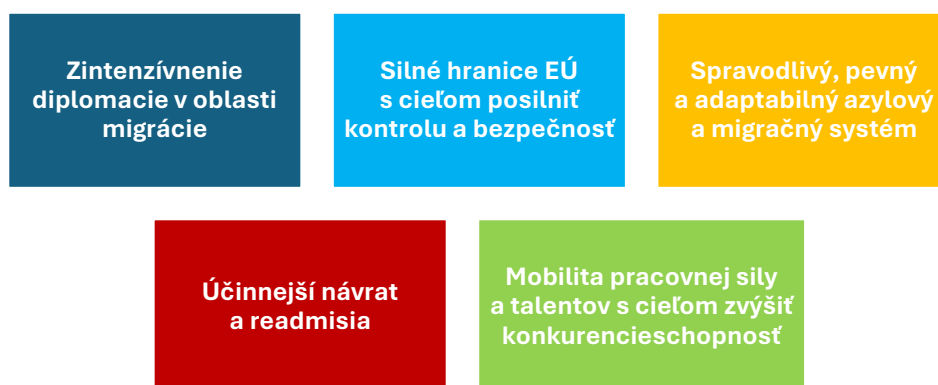 Zintenzívnenie
diplomacie v oblasti
migrácie
Silné hranice EÚ
s cieľom posilniť
kontrolu a bezpečnosť
Spravodlivý, pevný
a adaptabilný azylový
a migračný systém
Účinnejší návrat
a readmisia
Mobilita pracovnej sily
a talentov s cieľom zvýšiť
konkurencieschopnosť